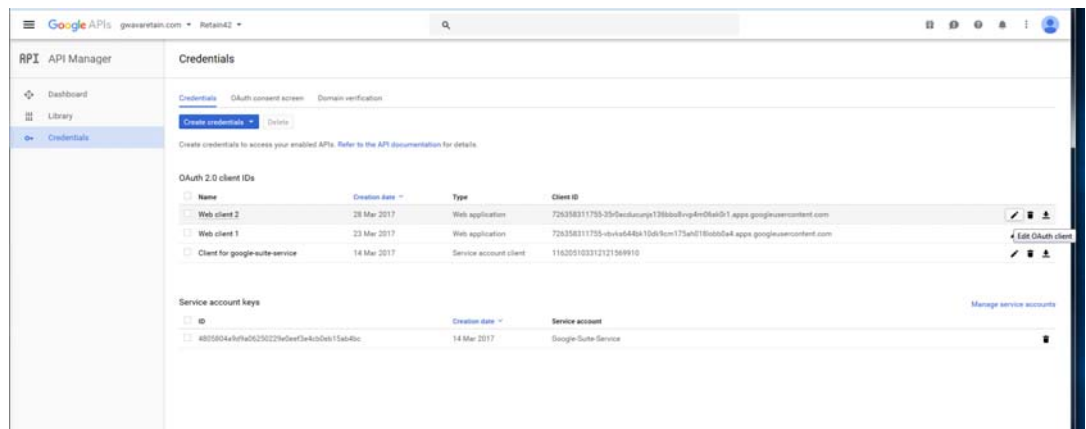 Google APIs gwavaretain.com Retain42
API API Manager
Credentials
Dashboard
Library
Credentials
Credentials OAuth consent screen Domain verification
Create credentials Delete
Create credentials to access your enabled APIs. Refer to the API documentation for details.
OAuth 2.0 client IDs
Name Creation date Type Client ID
Web client 2 28 Mar 2017 Web application
Web client 1 23 Mar 2017 Web application
Edit OAuth client
Client for google-suite-service 14 Mar 2017 Service account client 116205103312121569910
Service account keys Manage service accounts
ID Creation date Service account
14 Mar 2017 Google-Suite-Service